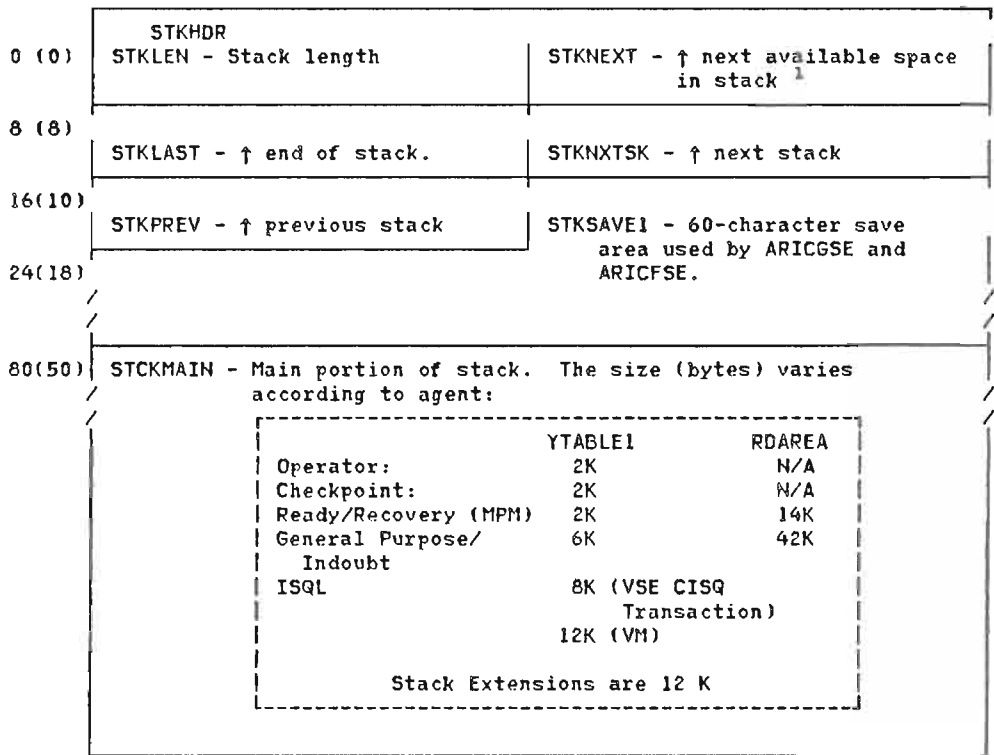 STKHDR
0 (0) STKLEN - Stack length STKNEXT - ↑ next available space
in stack 1
8 (8)
STKLAST - ↑ end of stack. STKNXTSK - ↑ next stack
16(10)
STKPREV - ↑ previous stack STKSAVE1 - 60-character save
area used by ARICGSE and
24(18) ARICFSE.
80(50) STCKMAIN - Main portion of stack. The size (bytes) varies
according to agent:
YTABLE1 RDAREA
Operator: 2K N/A
Checkpoint: 2K N/A
Ready/Recovery (MPM) 2K 14K
General Purpose/ 6K 42K
Indoubt
ISQL 8K (VSE CISQ
Transaction)
12K (VM)
Stack Extensions are 12 K